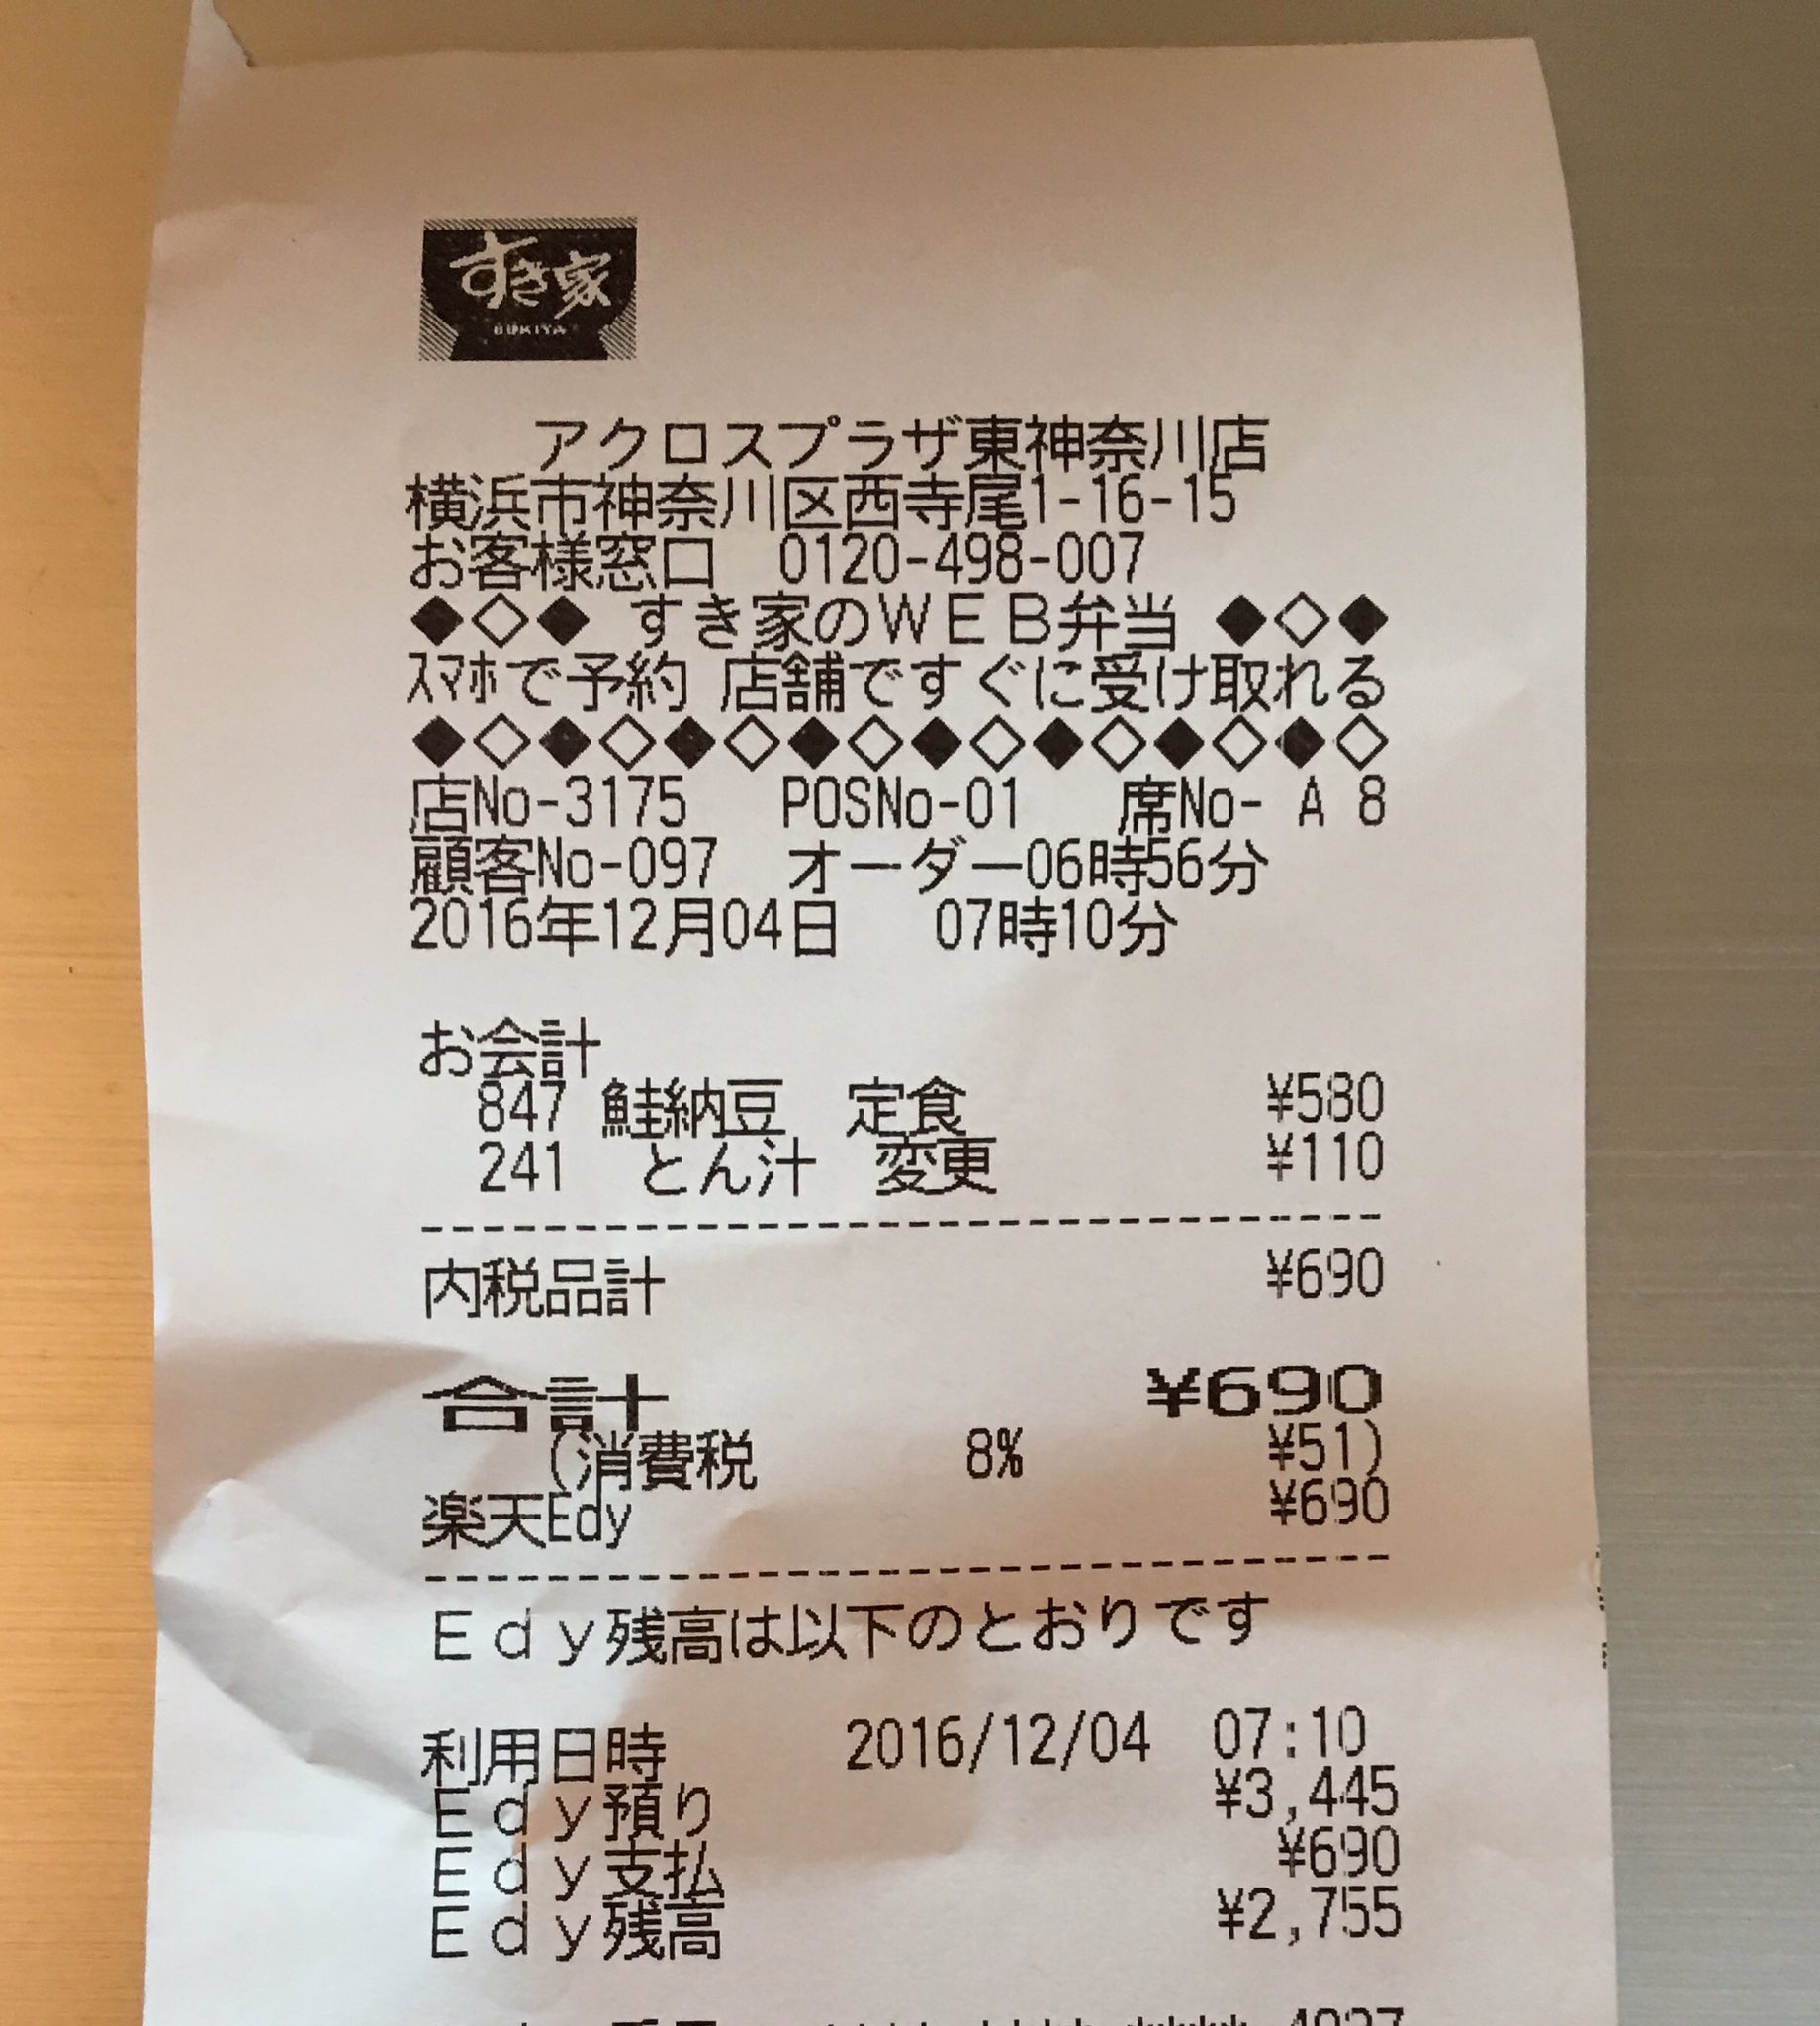 すき家
SUKIYA
アクロスプラザ東神奈川店
横浜市神奈川区西寺尾1-16-15
お客様窓口　0120-498-007
◆◇◆ すき家のＷＥＢ弁当 ◆◇◆
ｽﾏﾎで予約 店舗ですぐに受け取れる
◆◇◆◇◆◇◆◇◆◇◆◇◆◇◆◇
店No-3175　POSNo-01　席No- A 8
顧客No-097　オーダー06時56分
2016年12月04日　07時10分
お会計
847 鮭納豆　定食　¥580
241　とん汁　変更　¥110
--------------------------------
内税品計　¥690
合計　¥690
(消費税　8%　¥51)
楽天Edy　¥690
--------------------------------
Ｅｄｙ残高は以下のとおりです
利用日時　2016/12/04　07:10
Ｅｄｙ預り　¥3,445
Ｅｄｙ支払　¥690
Ｅｄｙ残高　¥2,755